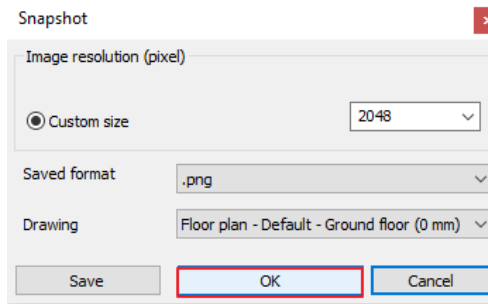 Snapshot
Image resolution (pixel)
Custom size
2048
Saved format
.png
Drawing
Floor plan - Default - Ground floor (0 mm)
Save
OK
Cancel